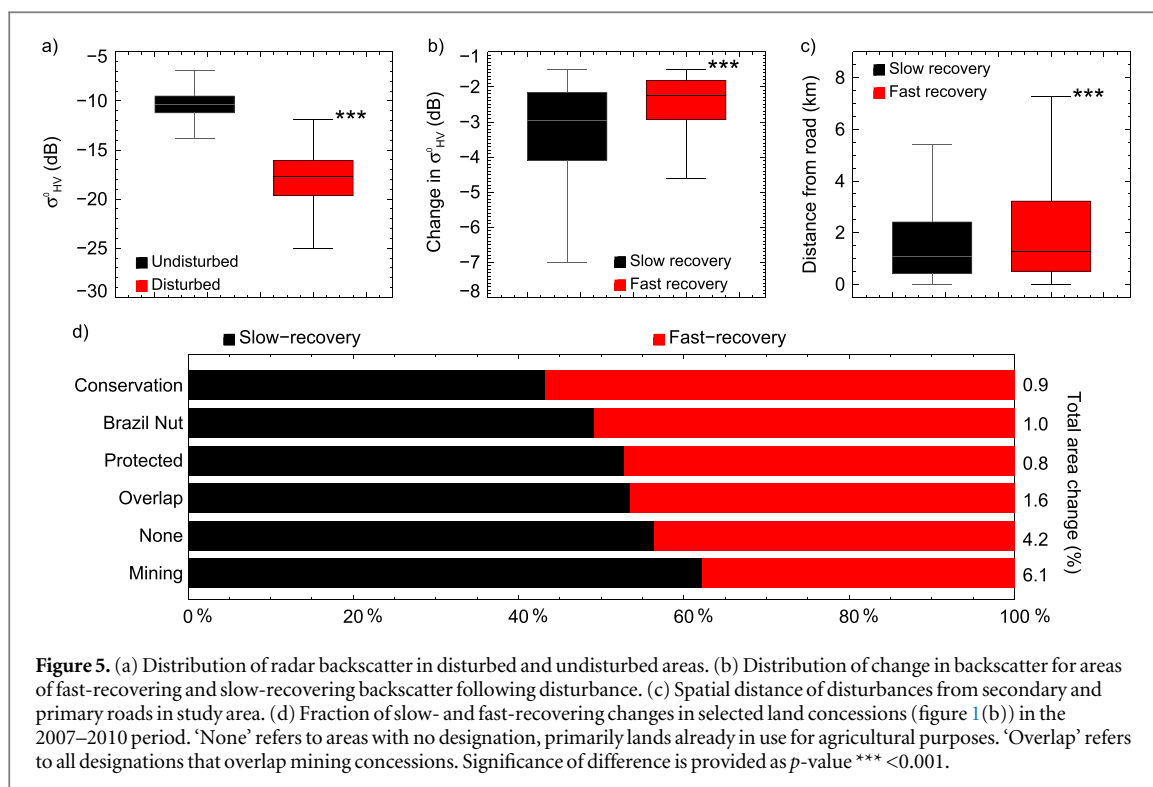 a)
−5
−10
−15
−20
−25
−30
σ⁰HV (dB)
***
Undisturbed
Disturbed
b)
−1
−2
−3
−4
−5
−6
−7
−8
Change in σ⁰HV (dB)
***
Slow recovery
Fast recovery
c)
Slow recovery
Fast recovery
8
6
4
2
0
Distance from road (km)
***
d)
Slow−recovery Fast−recovery
Conservation 0.9
Brazil Nut 1.0
Protected 0.8
Overlap 1.6
None 4.2
Mining 6.1
Total area change (%)
0 % 20 % 40 % 60 % 80 % 100 %
Figure 5. (a) Distribution of radar backscatter in disturbed and undisturbed areas. (b) Distribution of change in backscatter for areas
of fast-recovering and slow-recovering backscatter following disturbance. (c) Spatial distance of disturbances from secondary and
primary roads in study area. (d) Fraction of slow- and fast-recovering changes in selected land concessions (figure 1(b)) in the
2007–2010 period. ‘None’ refers to areas with no designation, primarily lands already in use for agricultural purposes. ‘Overlap’ refers
to all designations that overlap mining concessions. Significance of difference is provided as p-value *** <0.001.